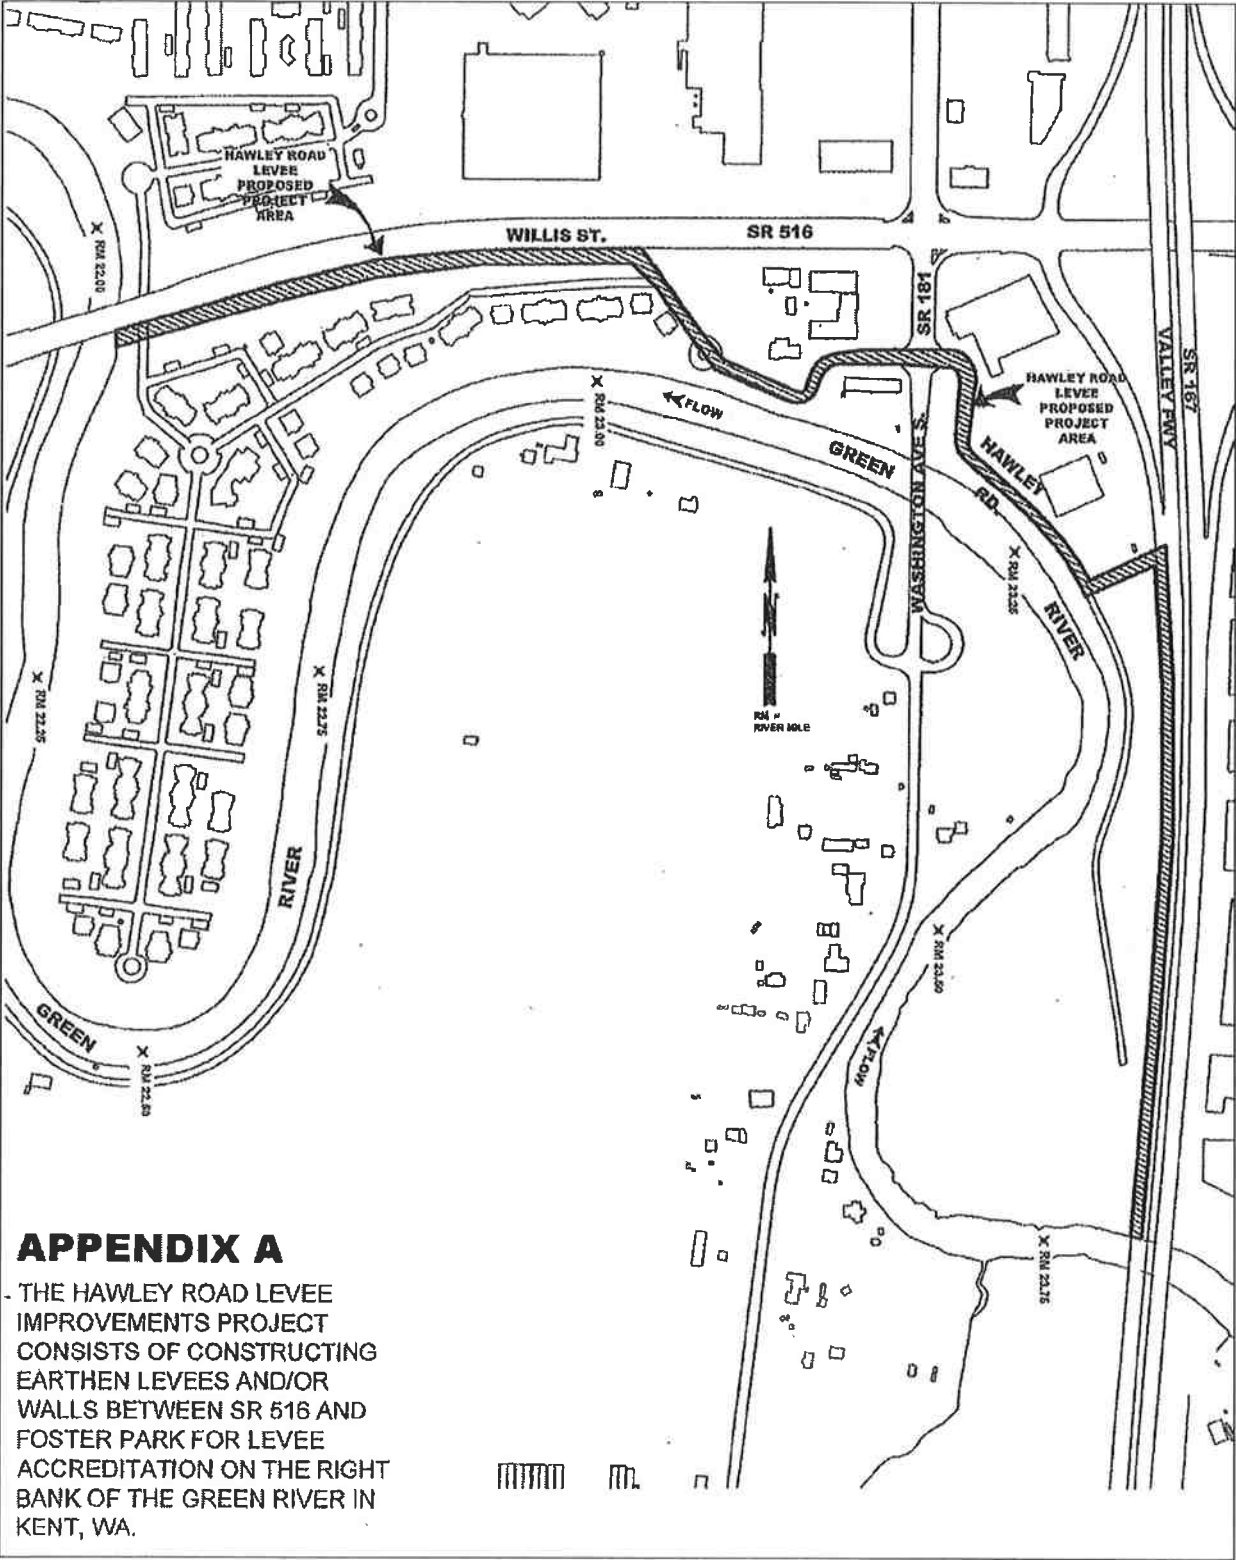 HAWLEY ROAD
LEVEE
PROPOSED
PROJECT
AREA
RM 22.00
WILLIS ST.
SR 516
SR 181
VALLEY FWY
SR 167
HAWLEY ROAD
LEVEE
PROPOSED
PROJECT
AREA
RM 23.00
FLOW
GREEN
WASHINGTON AVE S.
HAWLEY
RD.
RM 23.25
RIVER
N
RM =
RIVER MILE
RM 22.25
RM 22.75
RIVER
RM 23.50
GREEN
RM 22.50
FLOW
RM 23.75
APPENDIX A
THE HAWLEY ROAD LEVEE
IMPROVEMENTS PROJECT
CONSISTS OF CONSTRUCTING
EARTHEN LEVEES AND/OR
WALLS BETWEEN SR 516 AND
FOSTER PARK FOR LEVEE
ACCREDITATION ON THE RIGHT
BANK OF THE GREEN RIVER IN
KENT, WA.